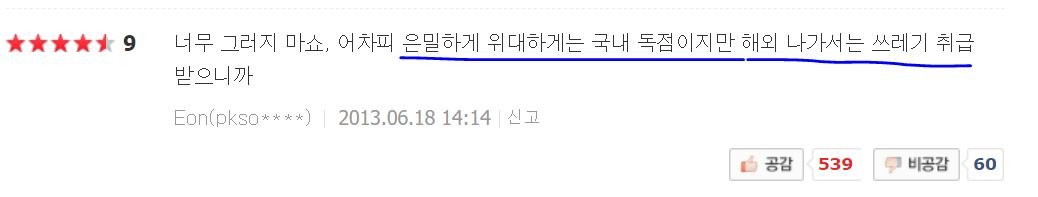 9 너무 그러지 마쇼, 어차피 은밀하게 위대하게는 국내 독점이지만 해외 나가서는 쓰레기 취급
받으니까
Eon(pkso****) | 2013.06.18 14:14 | 신고
공감 539 비공감 60